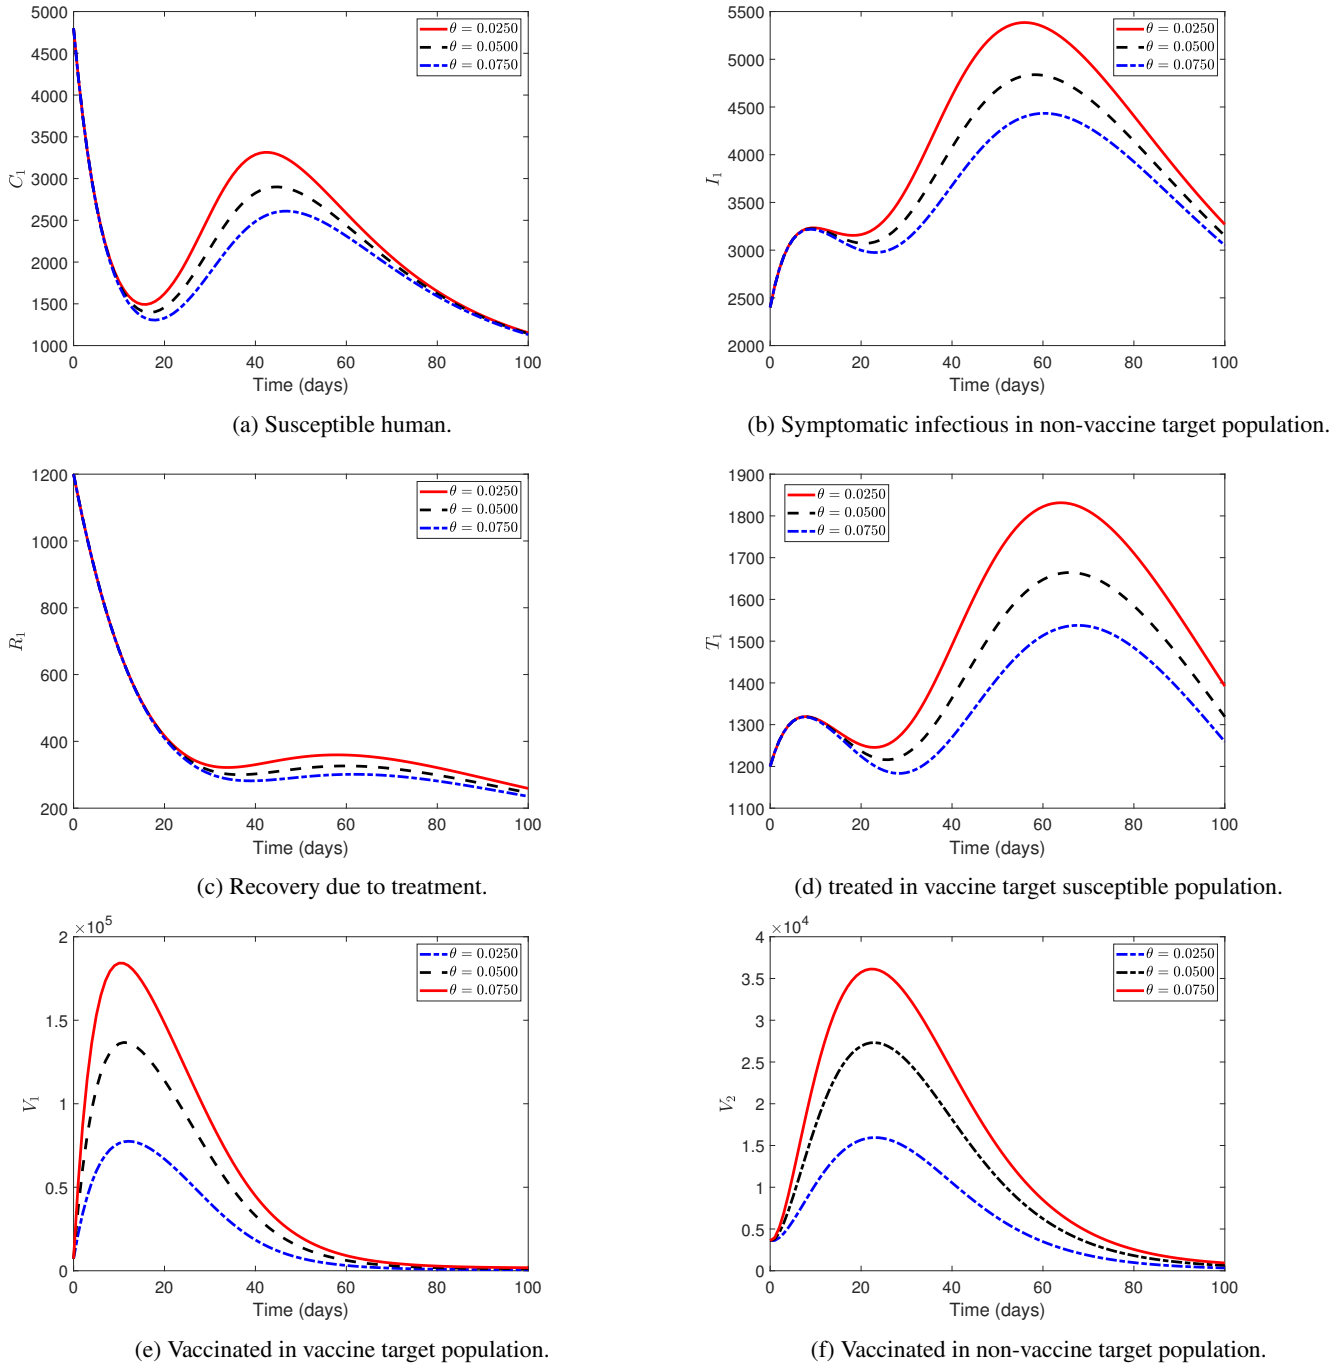 5000
4500
4000
3500
3000
2500
2000
1500
1000
0
20
40
60
80
100
C₁
Time (days)
θ = 0.0250
θ = 0.0500
θ = 0.0750
(a) Susceptible human.
5500
5000
4500
4000
3500
3000
2500
2000
0
20
40
60
80
100
I₁
Time (days)
θ = 0.0250
θ = 0.0500
θ = 0.0750
(b) Symptomatic infectious in non-vaccine target population.
1200
1000
800
600
400
200
0
20
40
60
80
100
R₁
Time (days)
θ = 0.0250
θ = 0.0500
θ = 0.0750
(c) Recovery due to treatment.
1900
1800
1700
1600
1500
1400
1300
1200
1100
0
20
40
60
80
100
T₁
Time (days)
θ = 0.0250
θ = 0.0500
θ = 0.0750
(d) treated in vaccine target susceptible population.
×10⁵
2
1.5
1
0.5
0
0
20
40
60
80
100
V₁
Time (days)
θ = 0.0250
θ = 0.0500
θ = 0.0750
(e) Vaccinated in vaccine target population.
×10⁴
4
3.5
3
2.5
2
1.5
1
0.5
0
0
20
40
60
80
100
V₂
Time (days)
θ = 0.0250
θ = 0.0500
θ = 0.0750
(f) Vaccinated in non-vaccine target population.